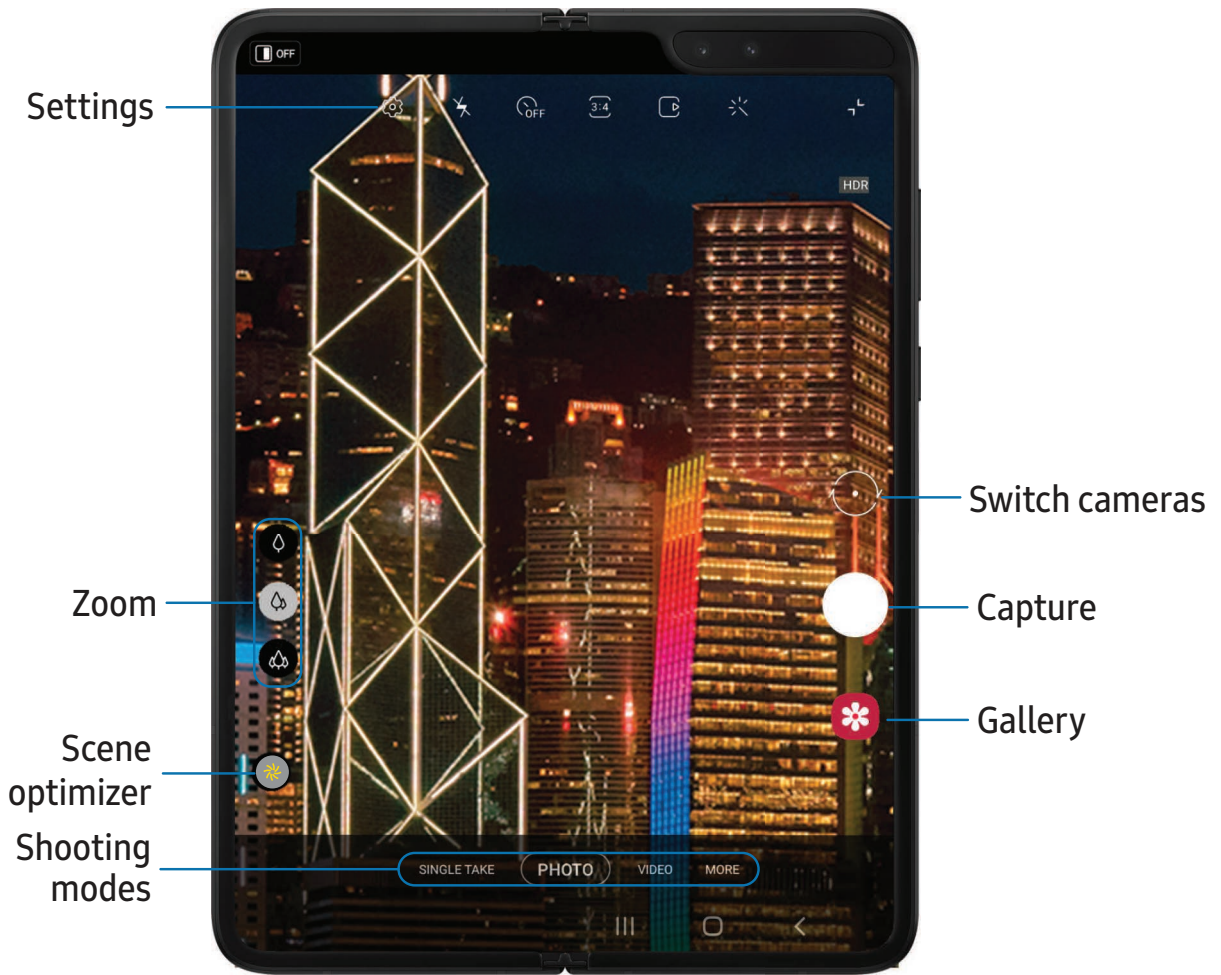 OFF
Settings
OFF
3:4
HDR
Switch cameras
Zoom
Capture
Gallery
Scene
optimizer
Shooting
modes
SINGLE TAKE
PHOTO
VIDEO
MORE